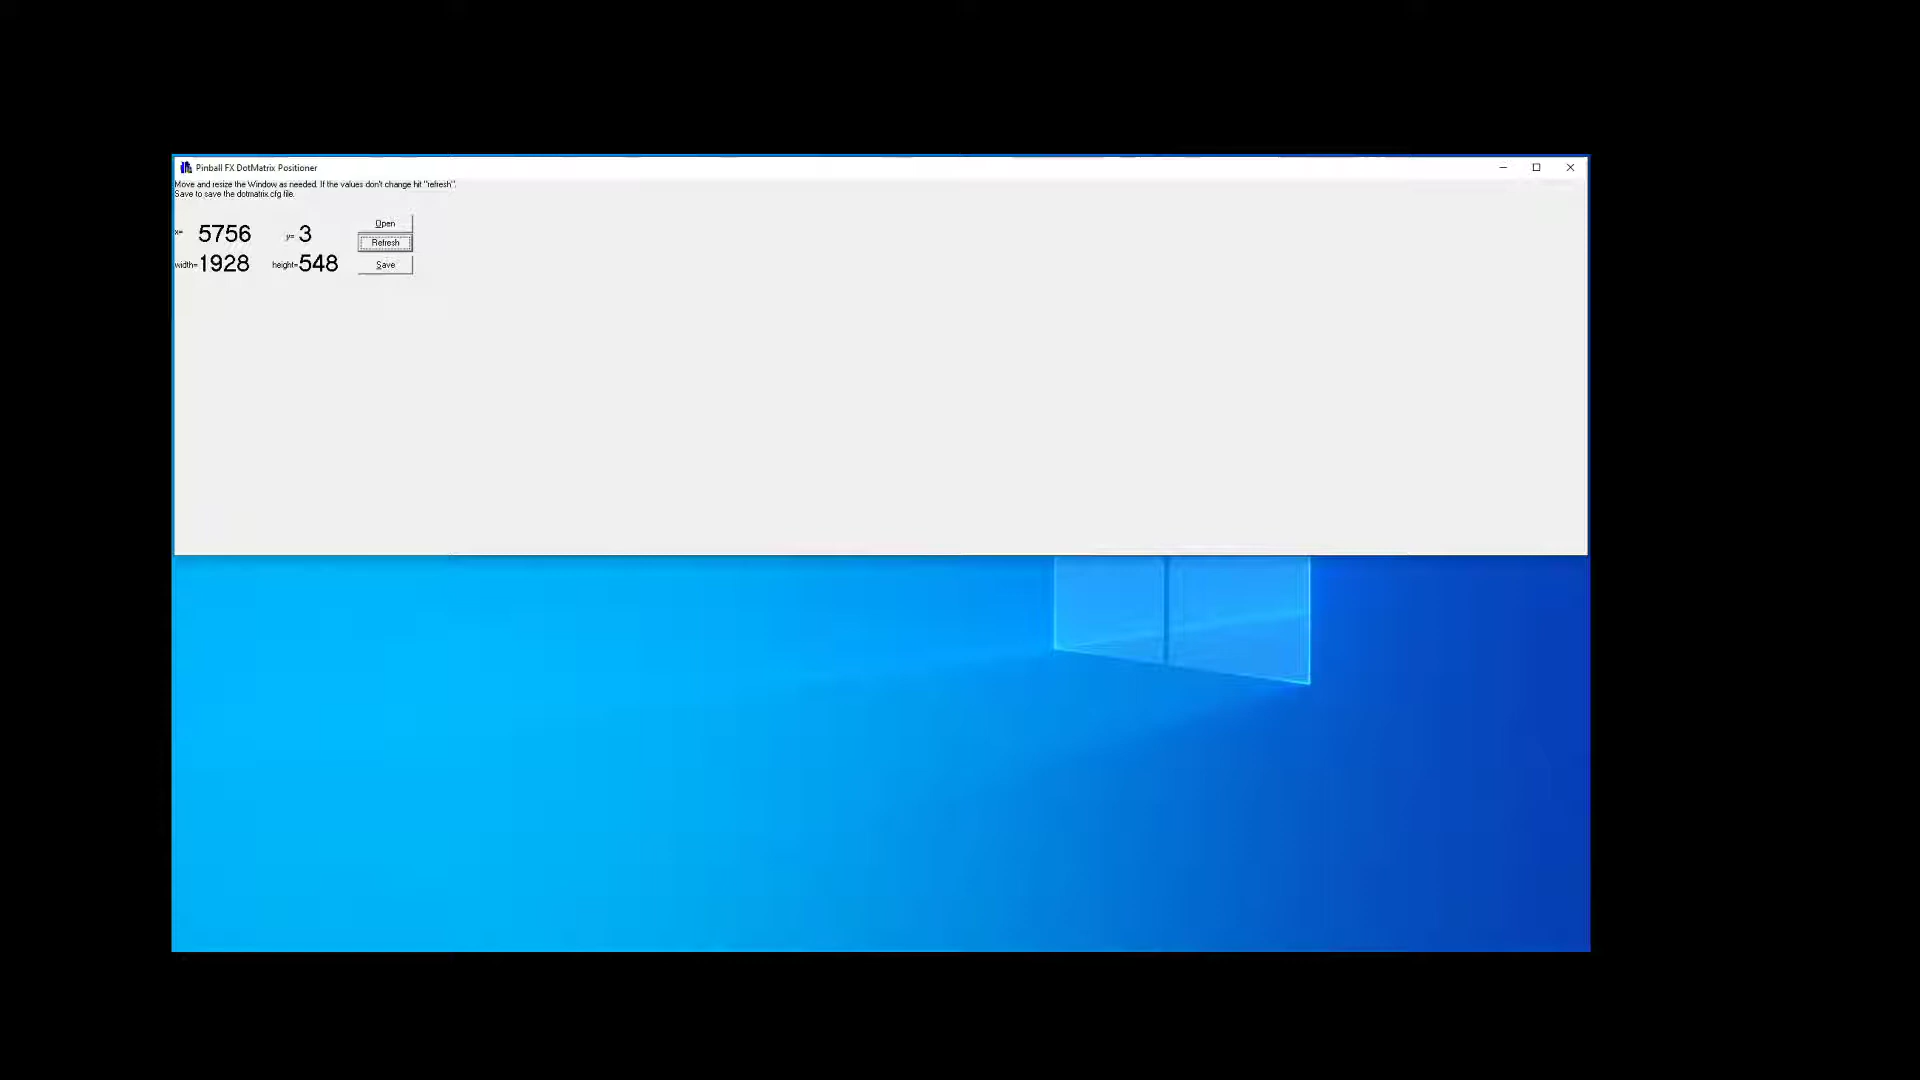 Pinball FX DotMatrix Positioner
Move and resize the Window as needed. If the values don't change hit "refresh".
Save to save the dotmatrix.cfg file.
x= 5756 y= 3 Open
Refresh
width= 1928 height= 548 Save